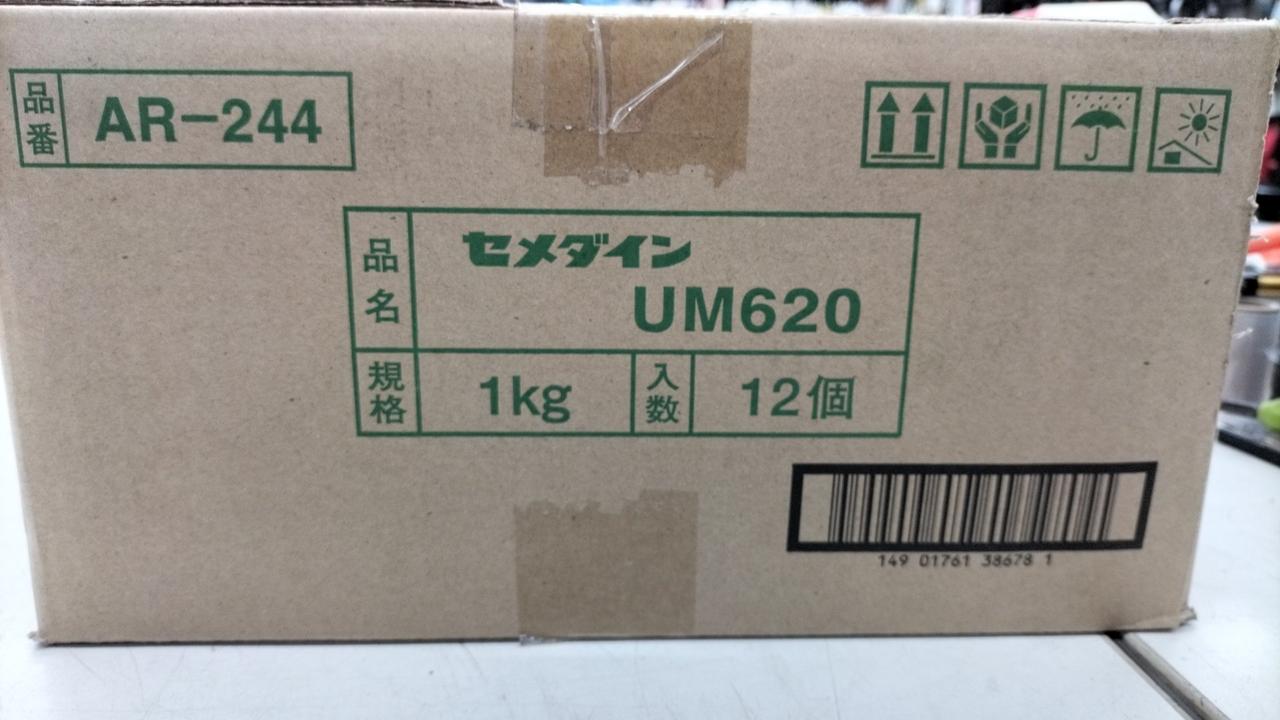 品番 AR-244
品名 セメダイン
UM620
規格 1kg 入数 12個
149 01761 38678 1